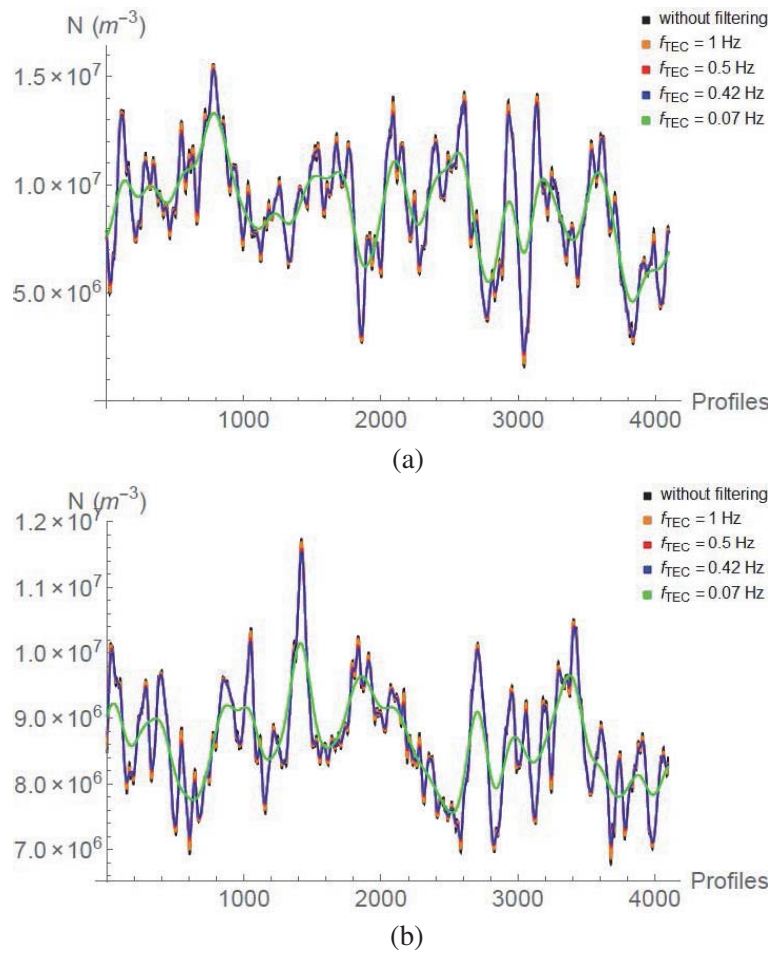 N (m⁻³)
without filtering
f_TEC = 1 Hz
f_TEC = 0.5 Hz
f_TEC = 0.42 Hz
f_TEC = 0.07 Hz
1.5 × 10⁷
1.0 × 10⁷
5.0 × 10⁶
1000 2000 3000 4000
Profiles
(a)
N (m⁻³)
without filtering
f_TEC = 1 Hz
f_TEC = 0.5 Hz
f_TEC = 0.42 Hz
f_TEC = 0.07 Hz
1.2 × 10⁷
1.1 × 10⁷
1.0 × 10⁷
9.0 × 10⁶
8.0 × 10⁶
7.0 × 10⁶
1000 2000 3000 4000
Profiles
(b)